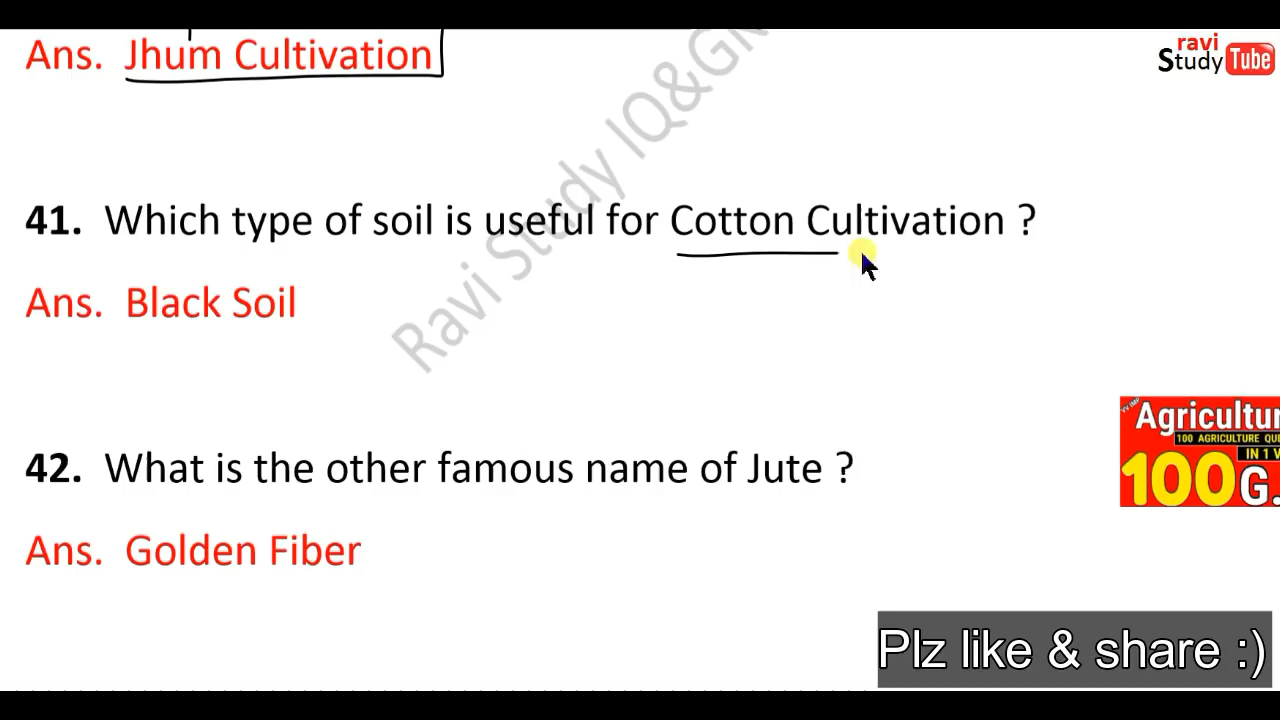 Ans. Jhum Cultivation
ravi
Study Tube
41. Which type of soil is useful for Cotton Cultivation ?
Ans. Black Soil
Ravi Study IQ&GK
42. What is the other famous name of Jute ?
Ans. Golden Fiber
VV IMP
Agricultur
100 AGRICULTURE QUE
IN 1 V
100 G.
Plz like & share :)